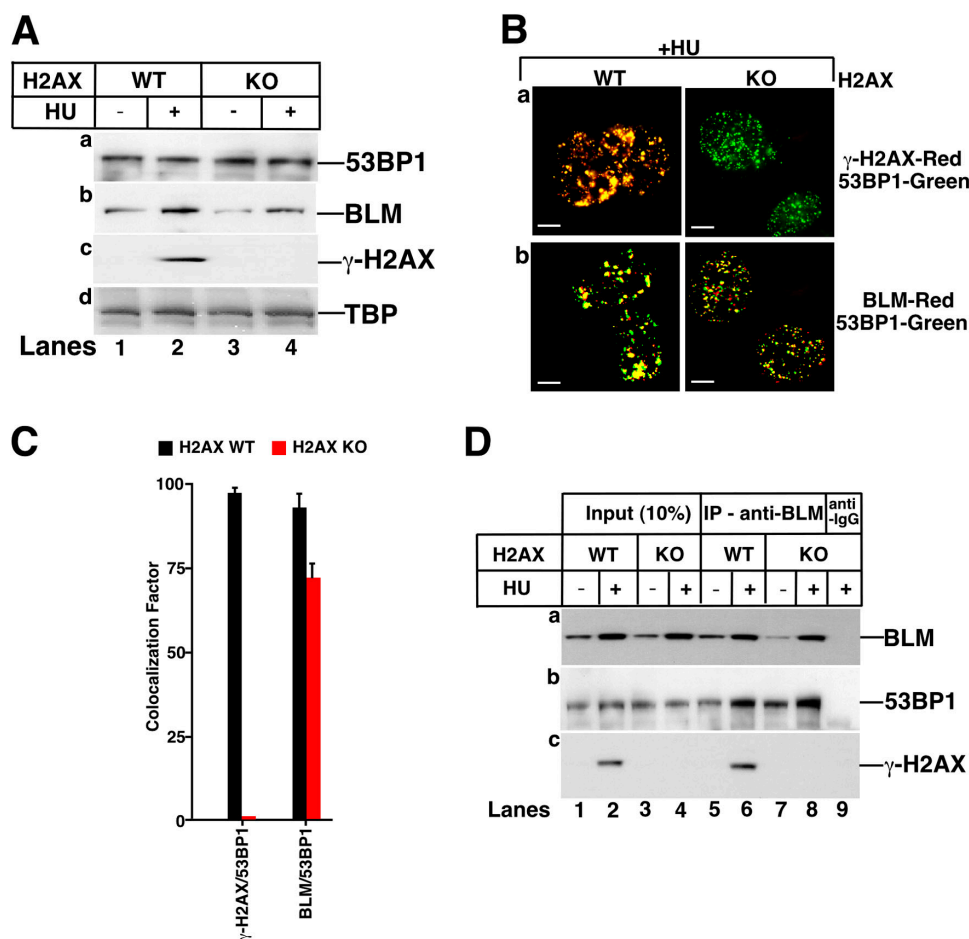 A
H2AX WT KO
HU - + - +
a 53BP1
b BLM
c γ-H2AX
d TBP
Lanes 1 2 3 4
B
+HU
WT KO H2AX
a
γ-H2AX-Red
53BP1-Green
b
BLM-Red
53BP1-Green
C
H2AX WT H2AX KO
Colocalization Factor
100
75
50
25
0
γ-H2AX/53BP1
BLM/53BP1
D
Input (10%) IP - anti-BLM anti
-IgG
H2AX WT KO WT KO
HU - + - + - + - + +
a BLM
b 53BP1
c γ-H2AX
Lanes 1 2 3 4 5 6 7 8 9